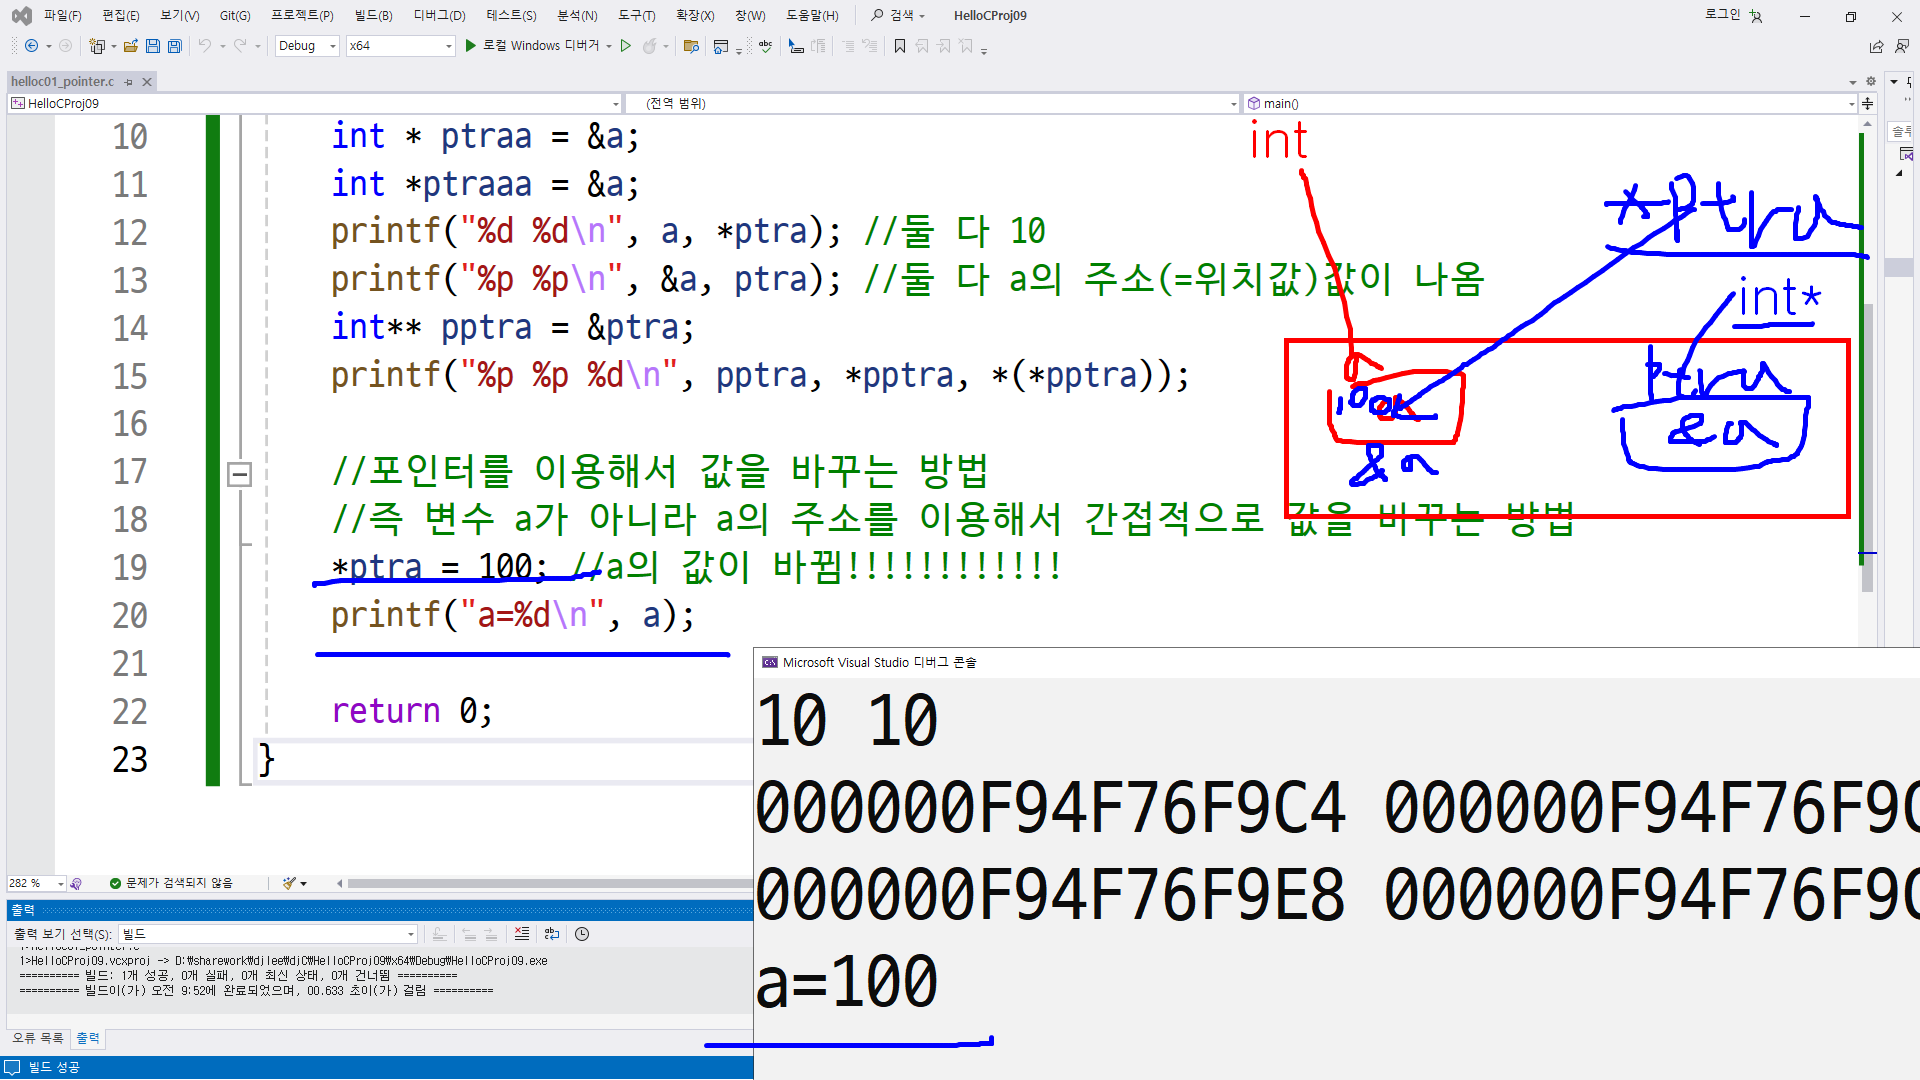 파일(F) 편집(E) 보기(V) Git(G) 프로젝트(P) 빌드(B) 디버그(D) 테스트(S) 분석(N) 도구(T) 확장(X) 창(W) 도움말(H) 검색 HelloCProj09 로그인
Debug x64 로컬 Windows 디버거
helloc01_pointer.c
HelloCProj09 (전역 범위) main()
솔루
10 int * ptraa = &a;
11 int *ptraaa = &a;
12 printf("%d %d\n", a, *ptra); //둘 다 10
13 printf("%p %p\n", &a, ptra); //둘 다 a의 주소(=위치값)값이 나옴
14 int** pptra = &ptra;
15 printf("%p %p %d\n", pptra, *pptra, *(*pptra));
16
17 //포인터를 이용해서 값을 바꾸는 방법
18 //즉 변수 a가 아니라 a의 주소를 이용해서 간접적으로 값을 바꾸는 방법
19 *ptra = 100; //a의 값이 바뀜!!!!!!!!!!!!
20 printf("a=%d\n", a);
21
22 return 0;
23 }
int
*ptra
int*
ptra
a
100
&a
&a
Microsoft Visual Studio 디버그 콘솔
10 10
000000F94F76F9C4 000000F94F76F9C
000000F94F76F9E8 000000F94F76F9C
a=100
282 % 문제가 검색되지 않음
출력
출력 보기 선택(S): 빌드
1>helloc01_pointer.c
1>HelloCProj09.vcxproj -> D:₩sharework₩djlee₩djC₩HelloCProj09₩x64₩Debug₩HelloCProj09.exe
========== 빌드: 1개 성공, 0개 실패, 0개 최신 상태, 0개 건너뜀 ==========
========== 빌드이(가) 오전 9:52에 완료되었으며, 00.633 초이(가) 걸림 ==========
오류 목록 출력
빌드 성공